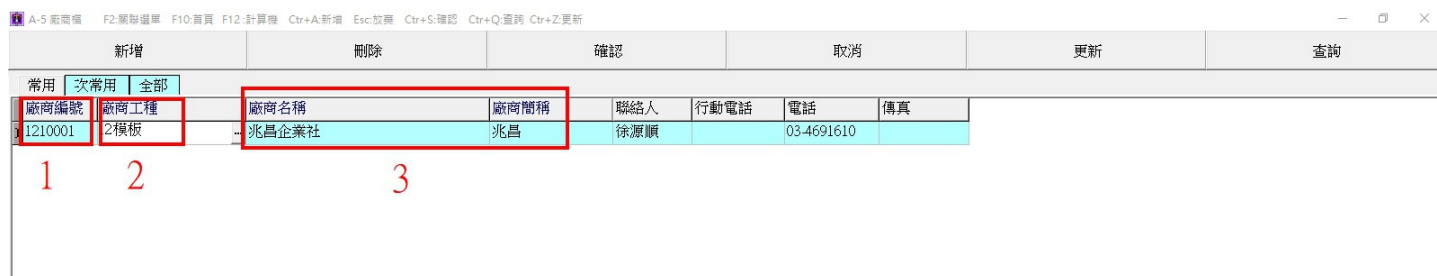 A-5 廠商檔 F2:關聯選單 F10:首頁 F12:計算機 Ctr+A:新增 Esc:放棄 Ctr+S:確認 Ctr+Q:查詢 Ctr+Z:更新
新增 刪除 確認 取消 更新 查詢
常用 次常用 全部
廠商編號 廠商工種 廠商名稱 廠商簡稱 聯絡人 行動電話 電話 傳真
1210001 2模板 ... 兆昌企業社 兆昌 徐源順 03-4691610
1 2 3